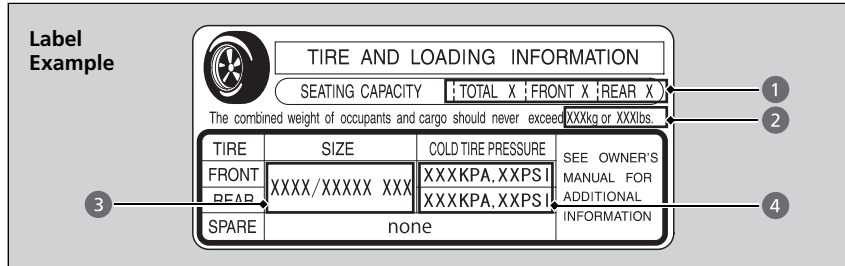 Label
Example
TIRE AND LOADING INFORMATION
SEATING CAPACITY TOTAL X FRONT X REAR X
1
The combined weight of occupants and cargo should never exceed XXXkg or XXXlbs.
2
TIRE SIZE COLD TIRE PRESSURE SEE OWNER'S
MANUAL FOR
ADDITIONAL
INFORMATION
FRONT XXXX/XXXXX XXX XXXKPA,XXPSI
REAR XXXKPA,XXPSI
3
4
SPARE none